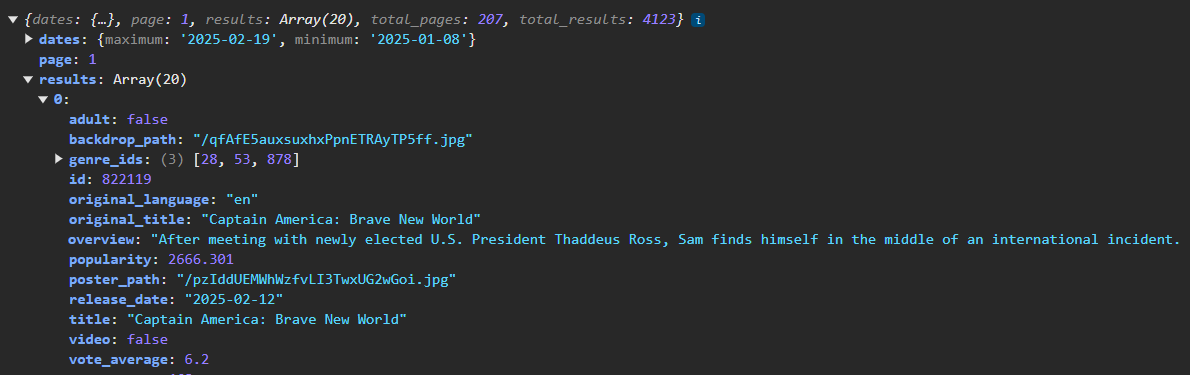 {dates: {…}, page: 1, results: Array(20), total_pages: 207, total_results: 4123} i
dates: {maximum: '2025-02-19', minimum: '2025-01-08'}
page: 1
results: Array(20)
0:
adult: false
backdrop_path: "/qfAfE5auxsuxhxPpnETRAyTP5ff.jpg"
genre_ids: (3) [28, 53, 878]
id: 822119
original_language: "en"
original_title: "Captain America: Brave New World"
overview: "After meeting with newly elected U.S. President Thaddeus Ross, Sam finds himself in the middle of an international incident.
popularity: 2666.301
poster_path: "/pzIddUEMWhWzfvLI3TwxUG2wGoi.jpg"
release_date: "2025-02-12"
title: "Captain America: Brave New World"
video: false
vote_average: 6.2